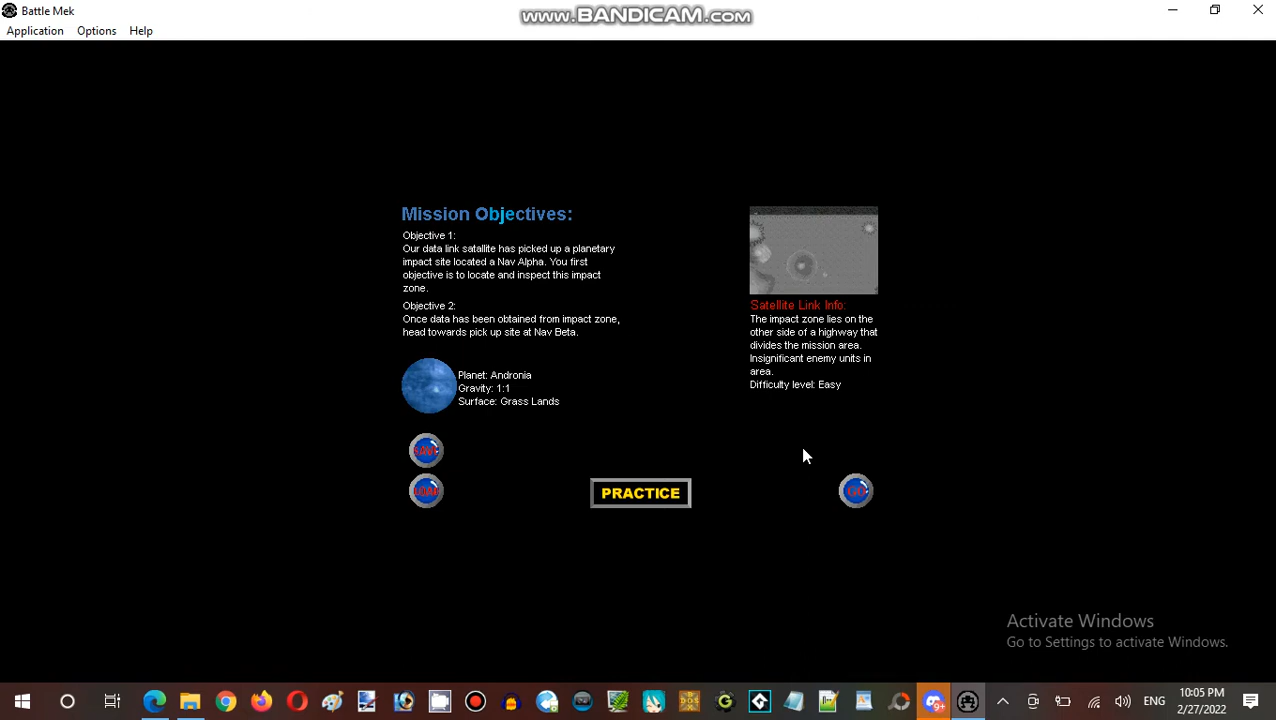 Battle Mek
www.BANDICAM.com
Application Options Help
Mission Objectives:
Objective 1:
Our data link satallite has picked up a planetary
impact site located a Nav Alpha. You first
objective is to locate and inspect this impact
zone.
Objective 2:
Once data has been obtained from impact zone,
head towards pick up site at Nav Beta.
Planet: Andronia
Gravity: 1:1
Surface: Grass Lands
Satellite Link Info:
The impact zone lies on the
other side of a highway that
divides the mission area.
Insignificant enemy units in
area.
Difficulty level: Easy
SAVE
LOAD
PRACTICE
GO
Activate Windows
Go to Settings to activate Windows.
DOS
9+
ENG
10:05 PM
2/27/2022